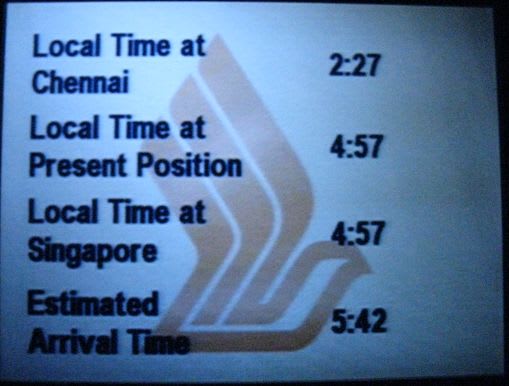 Local Time at
Chennai
2:27
Local Time at
Present Position
4:57
Local Time at
Singapore
4:57
Estimated
Arrival Time
5:42